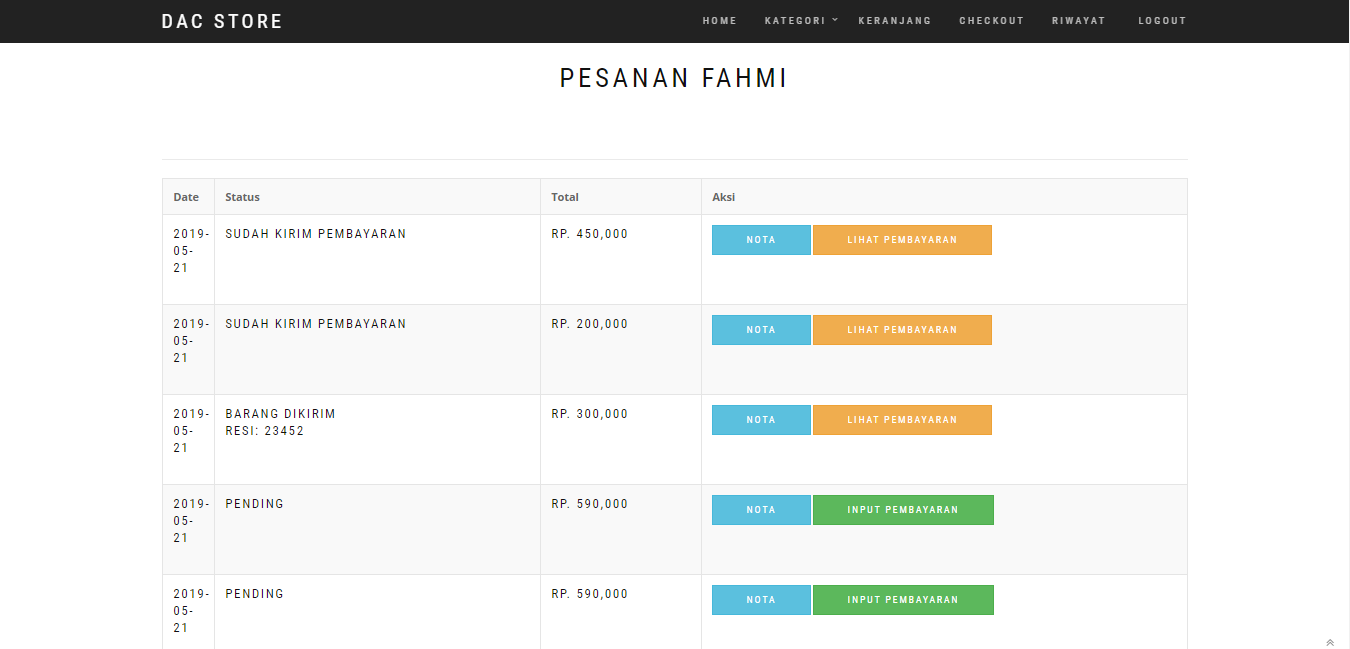 DAC STORE
HOME KATEGORI KERANJANG CHECKOUT RIWAYAT LOGOUT
PESANAN FAHMI
Date Status Total Aksi
2019- SUDAH KIRIM PEMBAYARAN RP. 450,000 NOTA LIHAT PEMBAYARAN
05-
21
2019- SUDAH KIRIM PEMBAYARAN RP. 200,000 NOTA LIHAT PEMBAYARAN
05-
21
2019- BARANG DIKIRIM RP. 300,000 NOTA LIHAT PEMBAYARAN
05- RESI: 23452
21
2019- PENDING RP. 590,000 NOTA INPUT PEMBAYARAN
05-
21
2019- PENDING RP. 590,000 NOTA INPUT PEMBAYARAN
05-
21